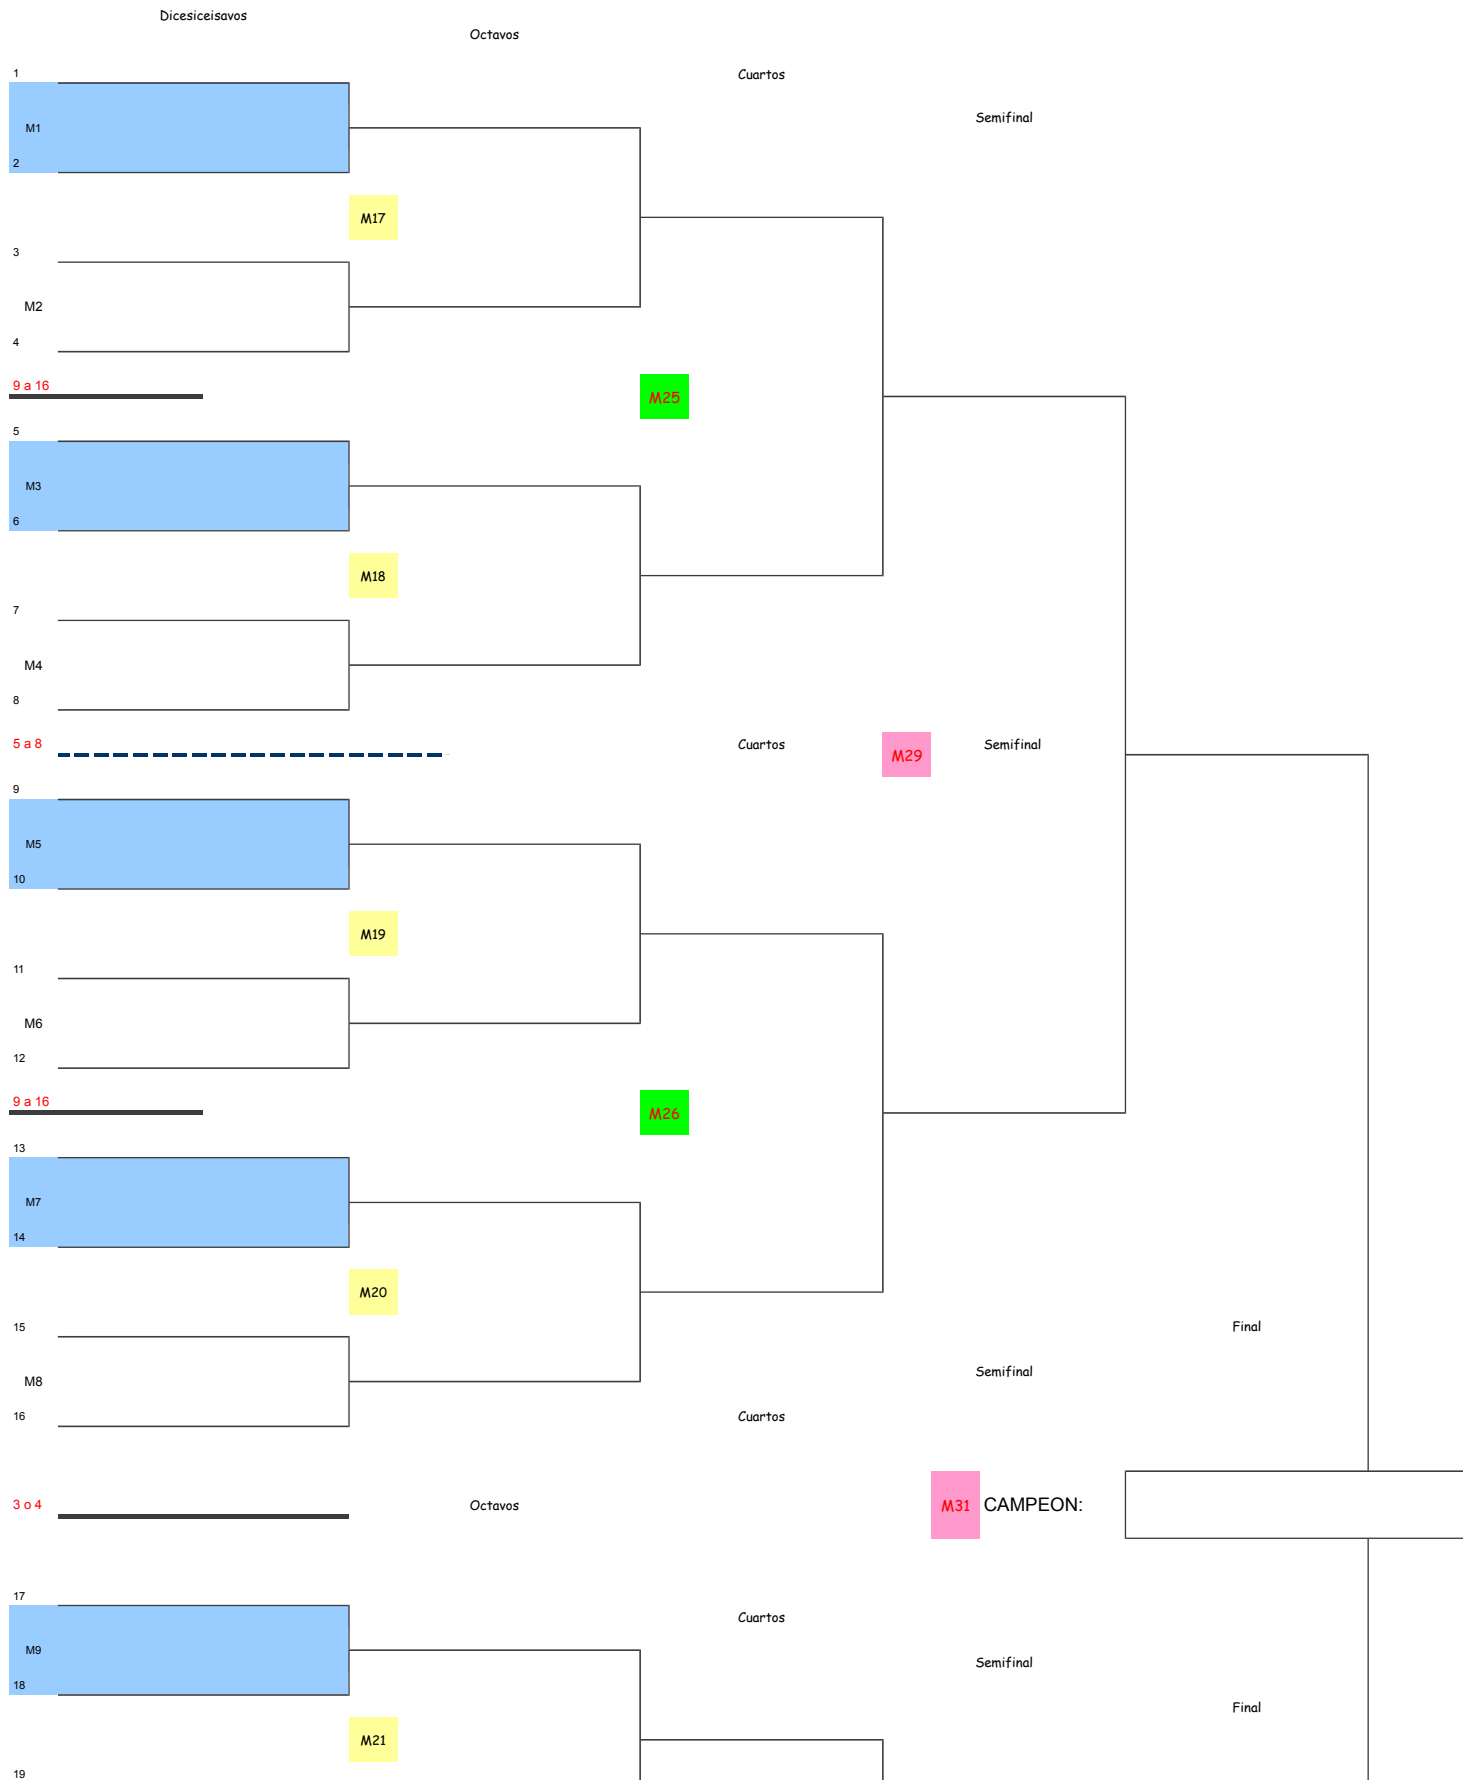 Dicesiceisavos
Octavos
1
Cuartos
Semifinal
M1
2
M17
3
M2
4
9 a 16
M25
5
M3
6
M18
7
M4
8
5 a 8
Cuartos
M29
Semifinal
9
M5
10
M19
11
M6
12
9 a 16
M26
13
M7
14
M20
15
Final
Semifinal
M8
16
Cuartos
3 o 4
Octavos
M31 CAMPEON:
17
Cuartos
M9
Semifinal
18
Final
M21
19